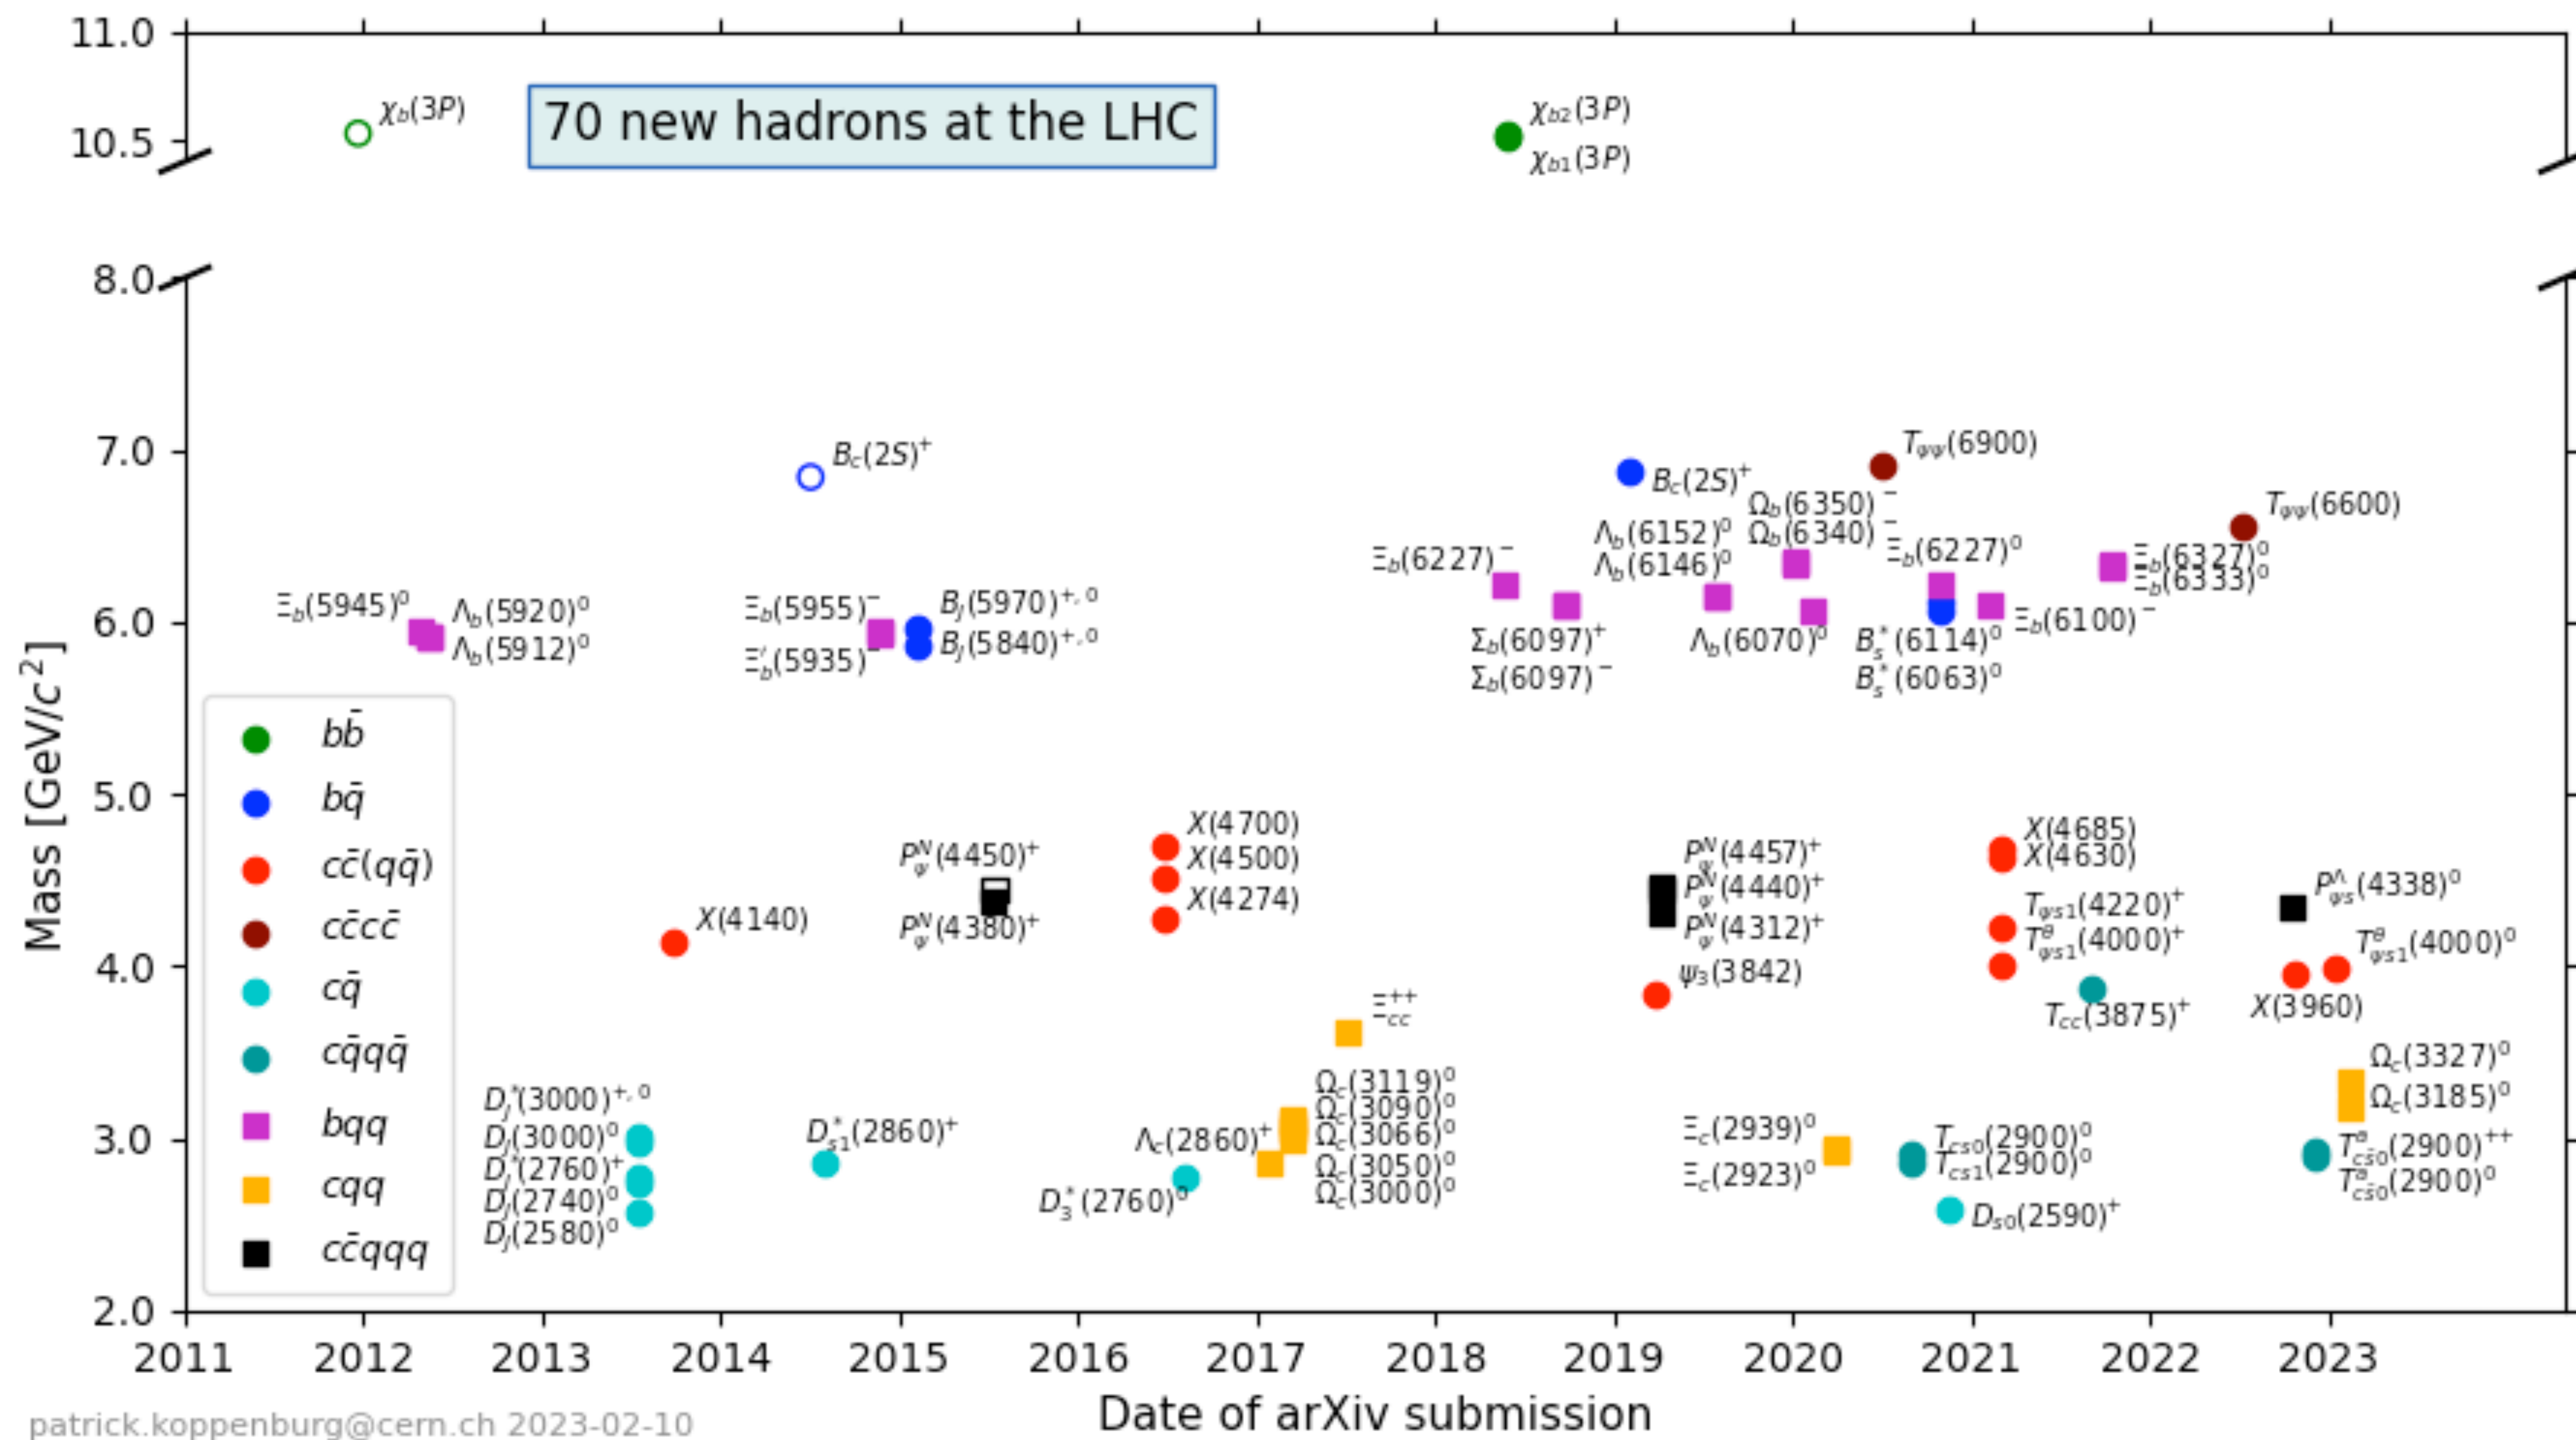 11.0
χb(3P)
70 new hadrons at the LHC
χb2(3P)
10.5
χb1(3P)
8.0
7.0
Bc(2S)+
Bc(2S)+
Tψψ(6900)
Ωb(6350)−
Tψψ(6600)
Λb(6152)0
Ωb(6340)−
Ξb(6227)−
Λb(6146)0
Ξb(6227)0
Ξb(6327)0
Ξb(6333)0
6.0
Ξb(5945)0
Λb(5920)0
Λb(5912)0
Ξb(5955)−
Ξ′b(5935)−
BJ(5970)+,0
BJ(5840)+,0
Σb(6097)+
Σb(6097)−
Λb(6070)0
B*s(6114)0
B*s(6063)0
Ξb(6100)−
Mass [GeV/c2]
bb̄
bq̄
cc̄(qq̄)
cc̄cc̄
cq̄
cq̄qq̄
bqq
cqq
cc̄qqq
5.0
X(4140)
PNψ(4450)+
PNψ(4380)+
X(4700)
X(4500)
X(4274)
PNψ(4457)+
PNψ(4440)+
PNψ(4312)+
ψ3(3842)
X(4685)
X(4630)
Tψs1(4220)+
Tθψs1(4000)+
Tcc(3875)+
PΛψs(4338)0
Tθψs1(4000)0
X(3960)
4.0
Ξ++cc
3.0
D*J(3000)+,0
DJ(3000)0
D*J(2760)+
DJ(2740)0
DJ(2580)0
D*s1(2860)+
Λc(2860)+
D*3(2760)0
Ωc(3119)0
Ωc(3090)0
Ωc(3066)0
Ωc(3050)0
Ωc(3000)0
Ξc(2939)0
Ξc(2923)0
Tcs0(2900)0
Tcs1(2900)0
Ds0(2590)+
Ωc(3327)0
Ωc(3185)0
Tacs̄0(2900)++
Tacs̄0(2900)0
2.0
2011 2012 2013 2014 2015 2016 2017 2018 2019 2020 2021 2022 2023
Date of arXiv submission
patrick.koppenburg@cern.ch 2023-02-10